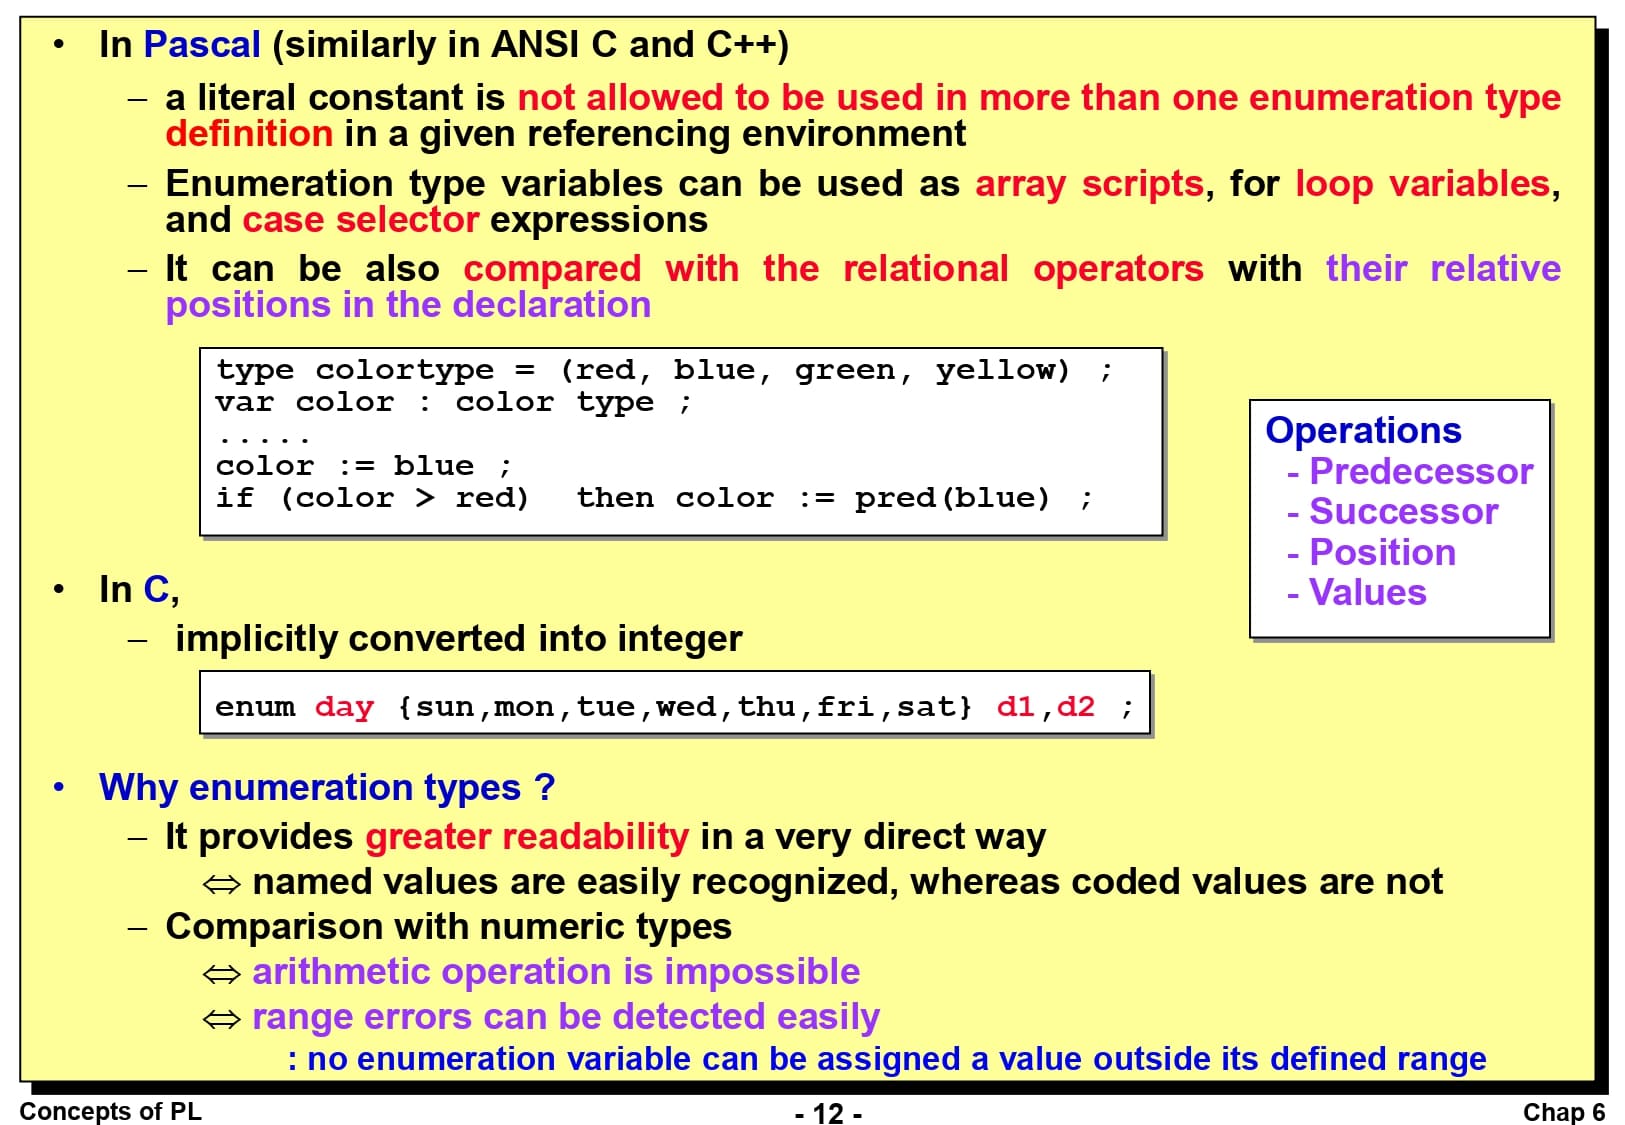 • In Pascal (similarly in ANSI C and C++)
– a literal constant is not allowed to be used in more than one enumeration type
definition in a given referencing environment
– Enumeration type variables can be used as array scripts, for loop variables,
and case selector expressions
– It can be also compared with the relational operators with their relative
positions in the declaration
type colortype = (red, blue, green, yellow) ;
var color : color type ;
.....
color := blue ;
if (color > red)  then color := pred(blue) ;
Operations
- Predecessor
- Successor
- Position
- Values
• In C,
– implicitly converted into integer
enum day {sun,mon,tue,wed,thu,fri,sat} d1,d2 ;
• Why enumeration types ?
– It provides greater readability in a very direct way
⇔ named values are easily recognized, whereas coded values are not
– Comparison with numeric types
⇔ arithmetic operation is impossible
⇔ range errors can be detected easily
: no enumeration variable can be assigned a value outside its defined range
Concepts of PL
- 12 -
Chap 6